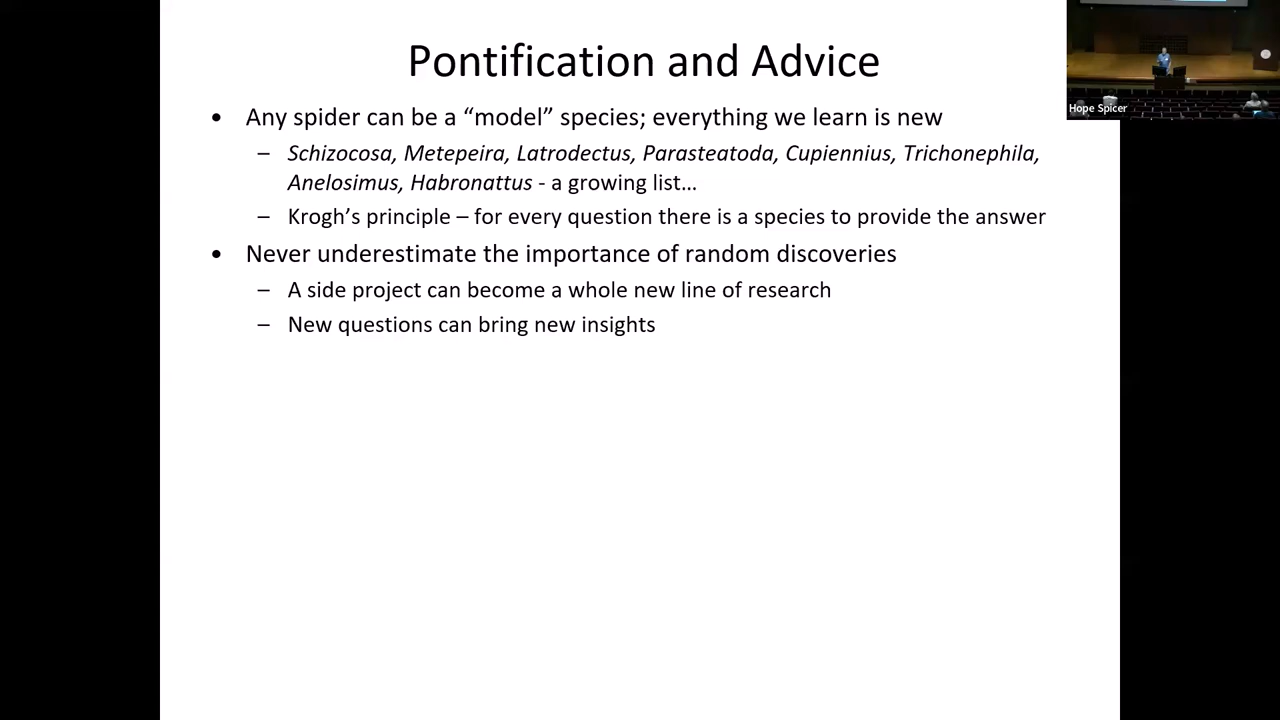 Pontification and Advice
Hope Spicer
• Any spider can be a “model” species; everything we learn is new
– Schizocosa, Metepeira, Latrodectus, Parasteatoda, Cupiennius, Trichonephila,
Anelosimus, Habronattus - a growing list…
– Krogh’s principle – for every question there is a species to provide the answer
• Never underestimate the importance of random discoveries
– A side project can become a whole new line of research
– New questions can bring new insights